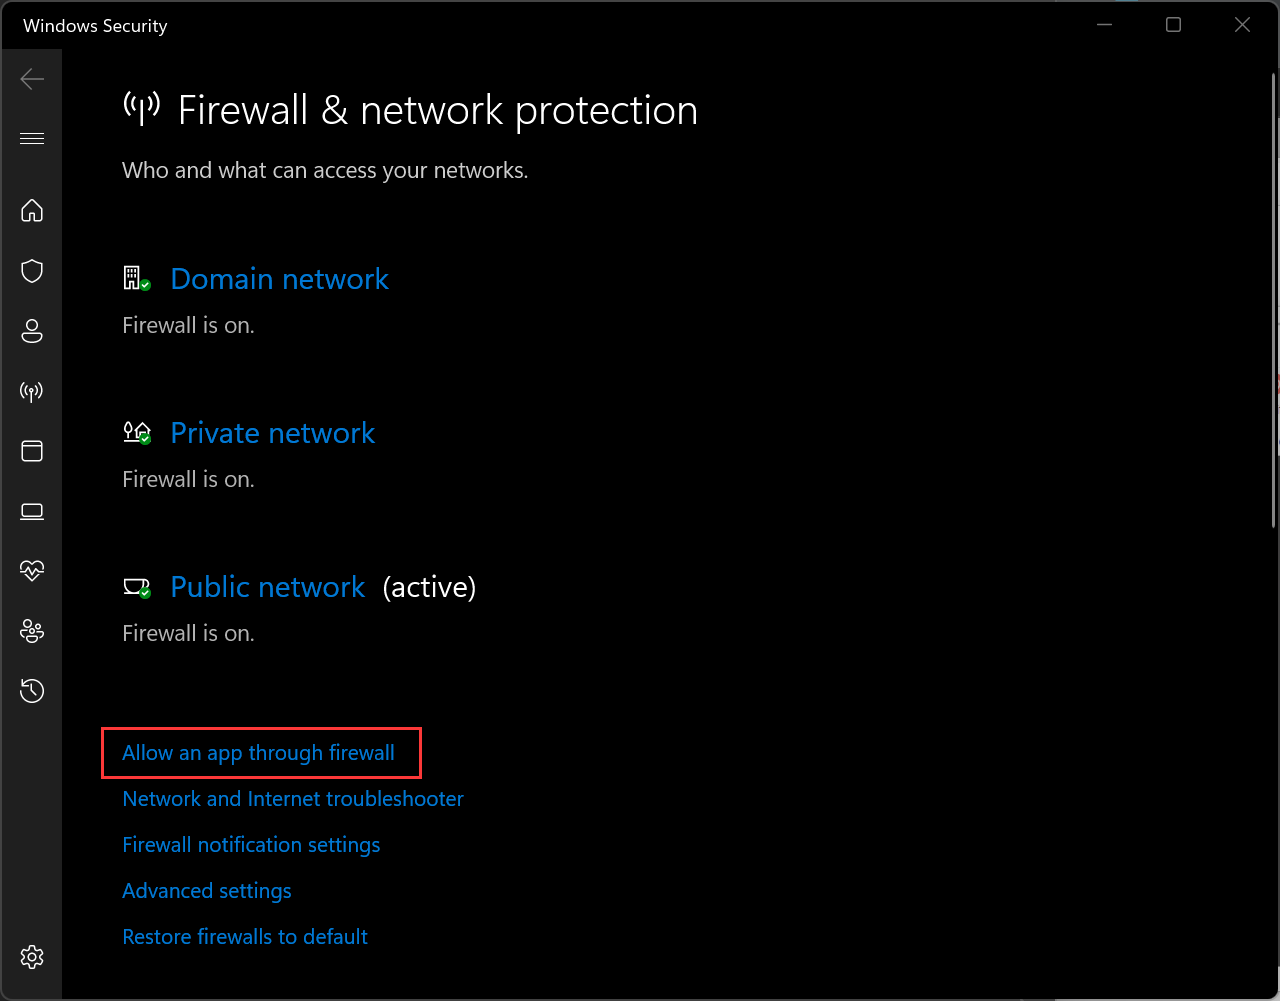 Windows Security
Firewall & network protection
Who and what can access your networks.
Domain network
Firewall is on.
Private network
Firewall is on.
Public network (active)
Firewall is on.
Allow an app through firewall
Network and Internet troubleshooter
Firewall notification settings
Advanced settings
Restore firewalls to default